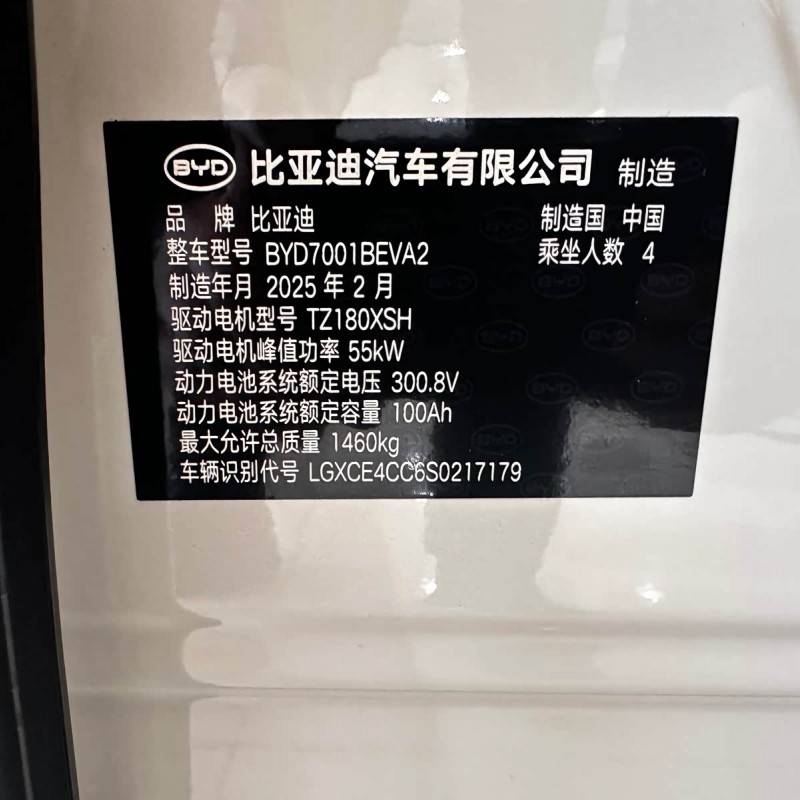 BYD 比亚迪汽车有限公司 制造
品 牌 比亚迪 制造国 中国
整车型号 BYD7001BEVA2 乘坐人数 4
制造年月 2025 年 2 月
驱动电机型号 TZ180XSH
驱动电机峰值功率 55kW
动力电池系统额定电压 300.8V
动力电池系统额定容量 100Ah
最大允许总质量 1460kg
车辆识别代号 LGXCE4CC6S0217179